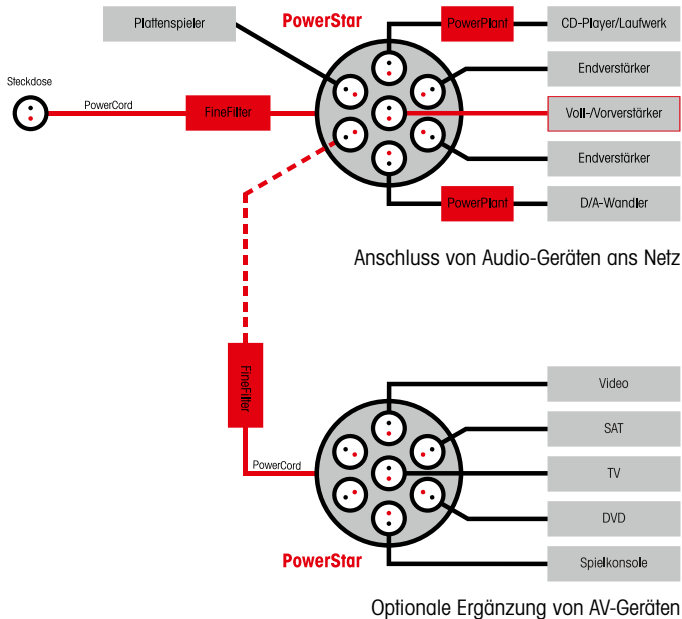 Plattenspieler
PowerStar
PowerPlant
CD-Player/Laufwerk
Steckdose
Endverstärker
PowerCord
FineFilter
Voll-/Vorverstärker
Endverstärker
PowerPlant
D/A-Wandler
Anschluss von Audio-Geräten ans Netz
FineFilter
Video
SAT
PowerCord
TV
DVD
PowerStar
Spielkonsole
Optionale Ergänzung von AV-Geräten